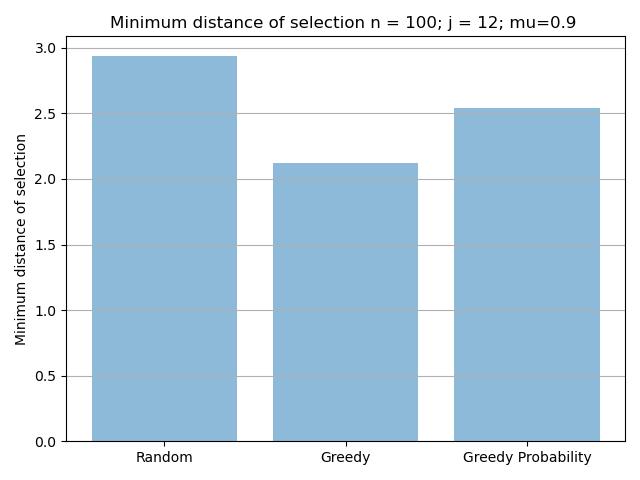 Minimum distance of selection n = 100; j = 12; mu=0.9
Minimum distance of selection
3.0
2.5
2.0
1.5
1.0
0.5
0.0
Random
Greedy
Greedy Probability